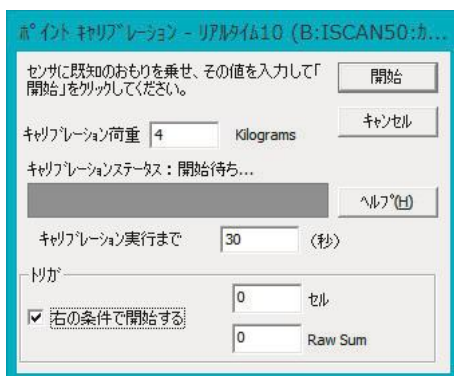 ポイント キャリブレーション - リアルタイム10 (B:ISCAN50:カ...
センサに既知のおもりを乗せ、その値を入力して「
開始」をクリックしてください。
開始
キャリブレーション荷重 4 Kilograms
キャンセル
キャリブレーションステータス : 開始待ち...
ヘルプ(H)
キャリブレーション実行まで 30 (秒)
トリガ
右の条件で開始する
0 セル
0 Raw Sum